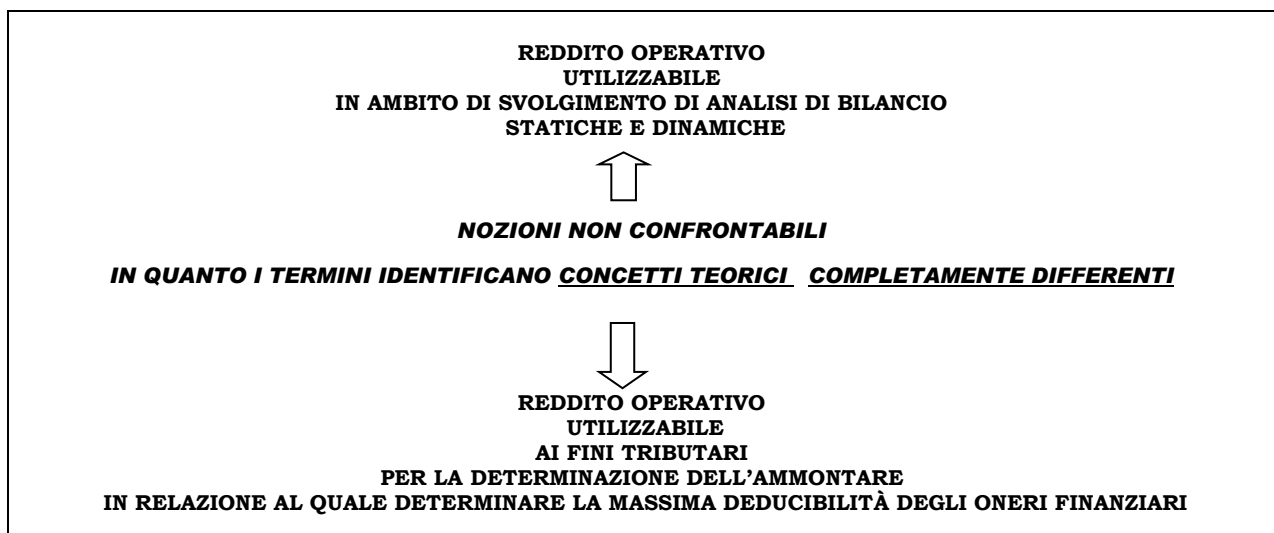 REDDITO OPERATIVO
UTILIZZABILE
IN AMBITO DI SVOLGIMENTO DI ANALISI DI BILANCIO
STATICHE E DINAMICHE
NOZIONI NON CONFRONTABILI
IN QUANTO I TERMINI IDENTIFICANO CONCETTI TEORICI COMPLETAMENTE DIFFERENTI
REDDITO OPERATIVO
UTILIZZABILE
AI FINI TRIBUTARI
PER LA DETERMINAZIONE DELL'AMMONTARE
IN RELAZIONE AL QUALE DETERMINARE LA MASSIMA DEDUCIBILITÀ DEGLI ONERI FINANZIARI